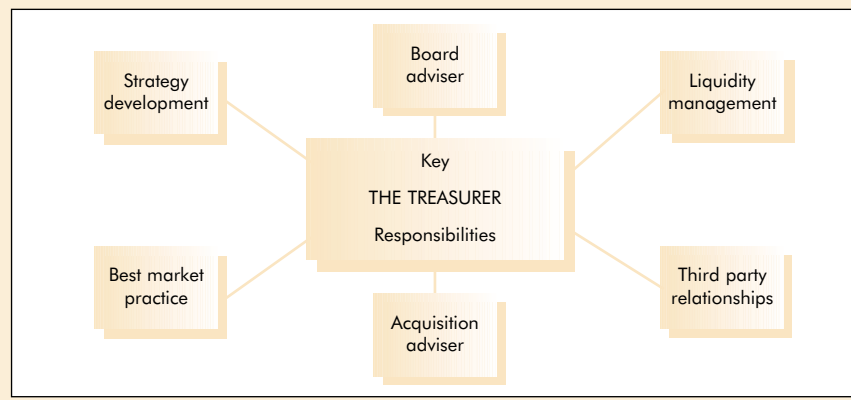 Board
adviser
Strategy
development
Liquidity
management
Key
THE TREASURER
Responsibilities
Best market
practice
Third party
relationships
Acquisition
adviser